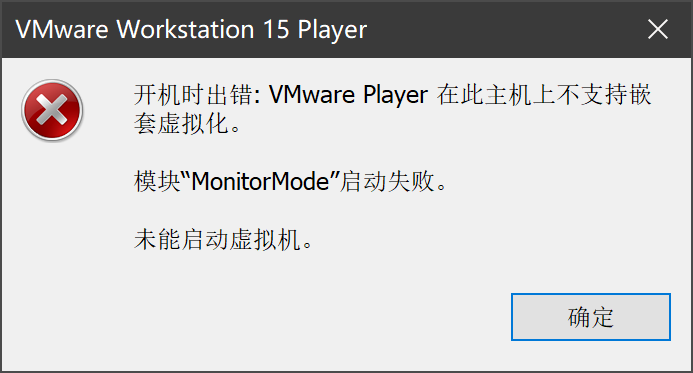 VMware Workstation 15 Player
开机时出错: VMware Player 在此主机上不支持嵌
套虚拟化。
模块“MonitorMode”启动失败。
未能启动虚拟机。
确定